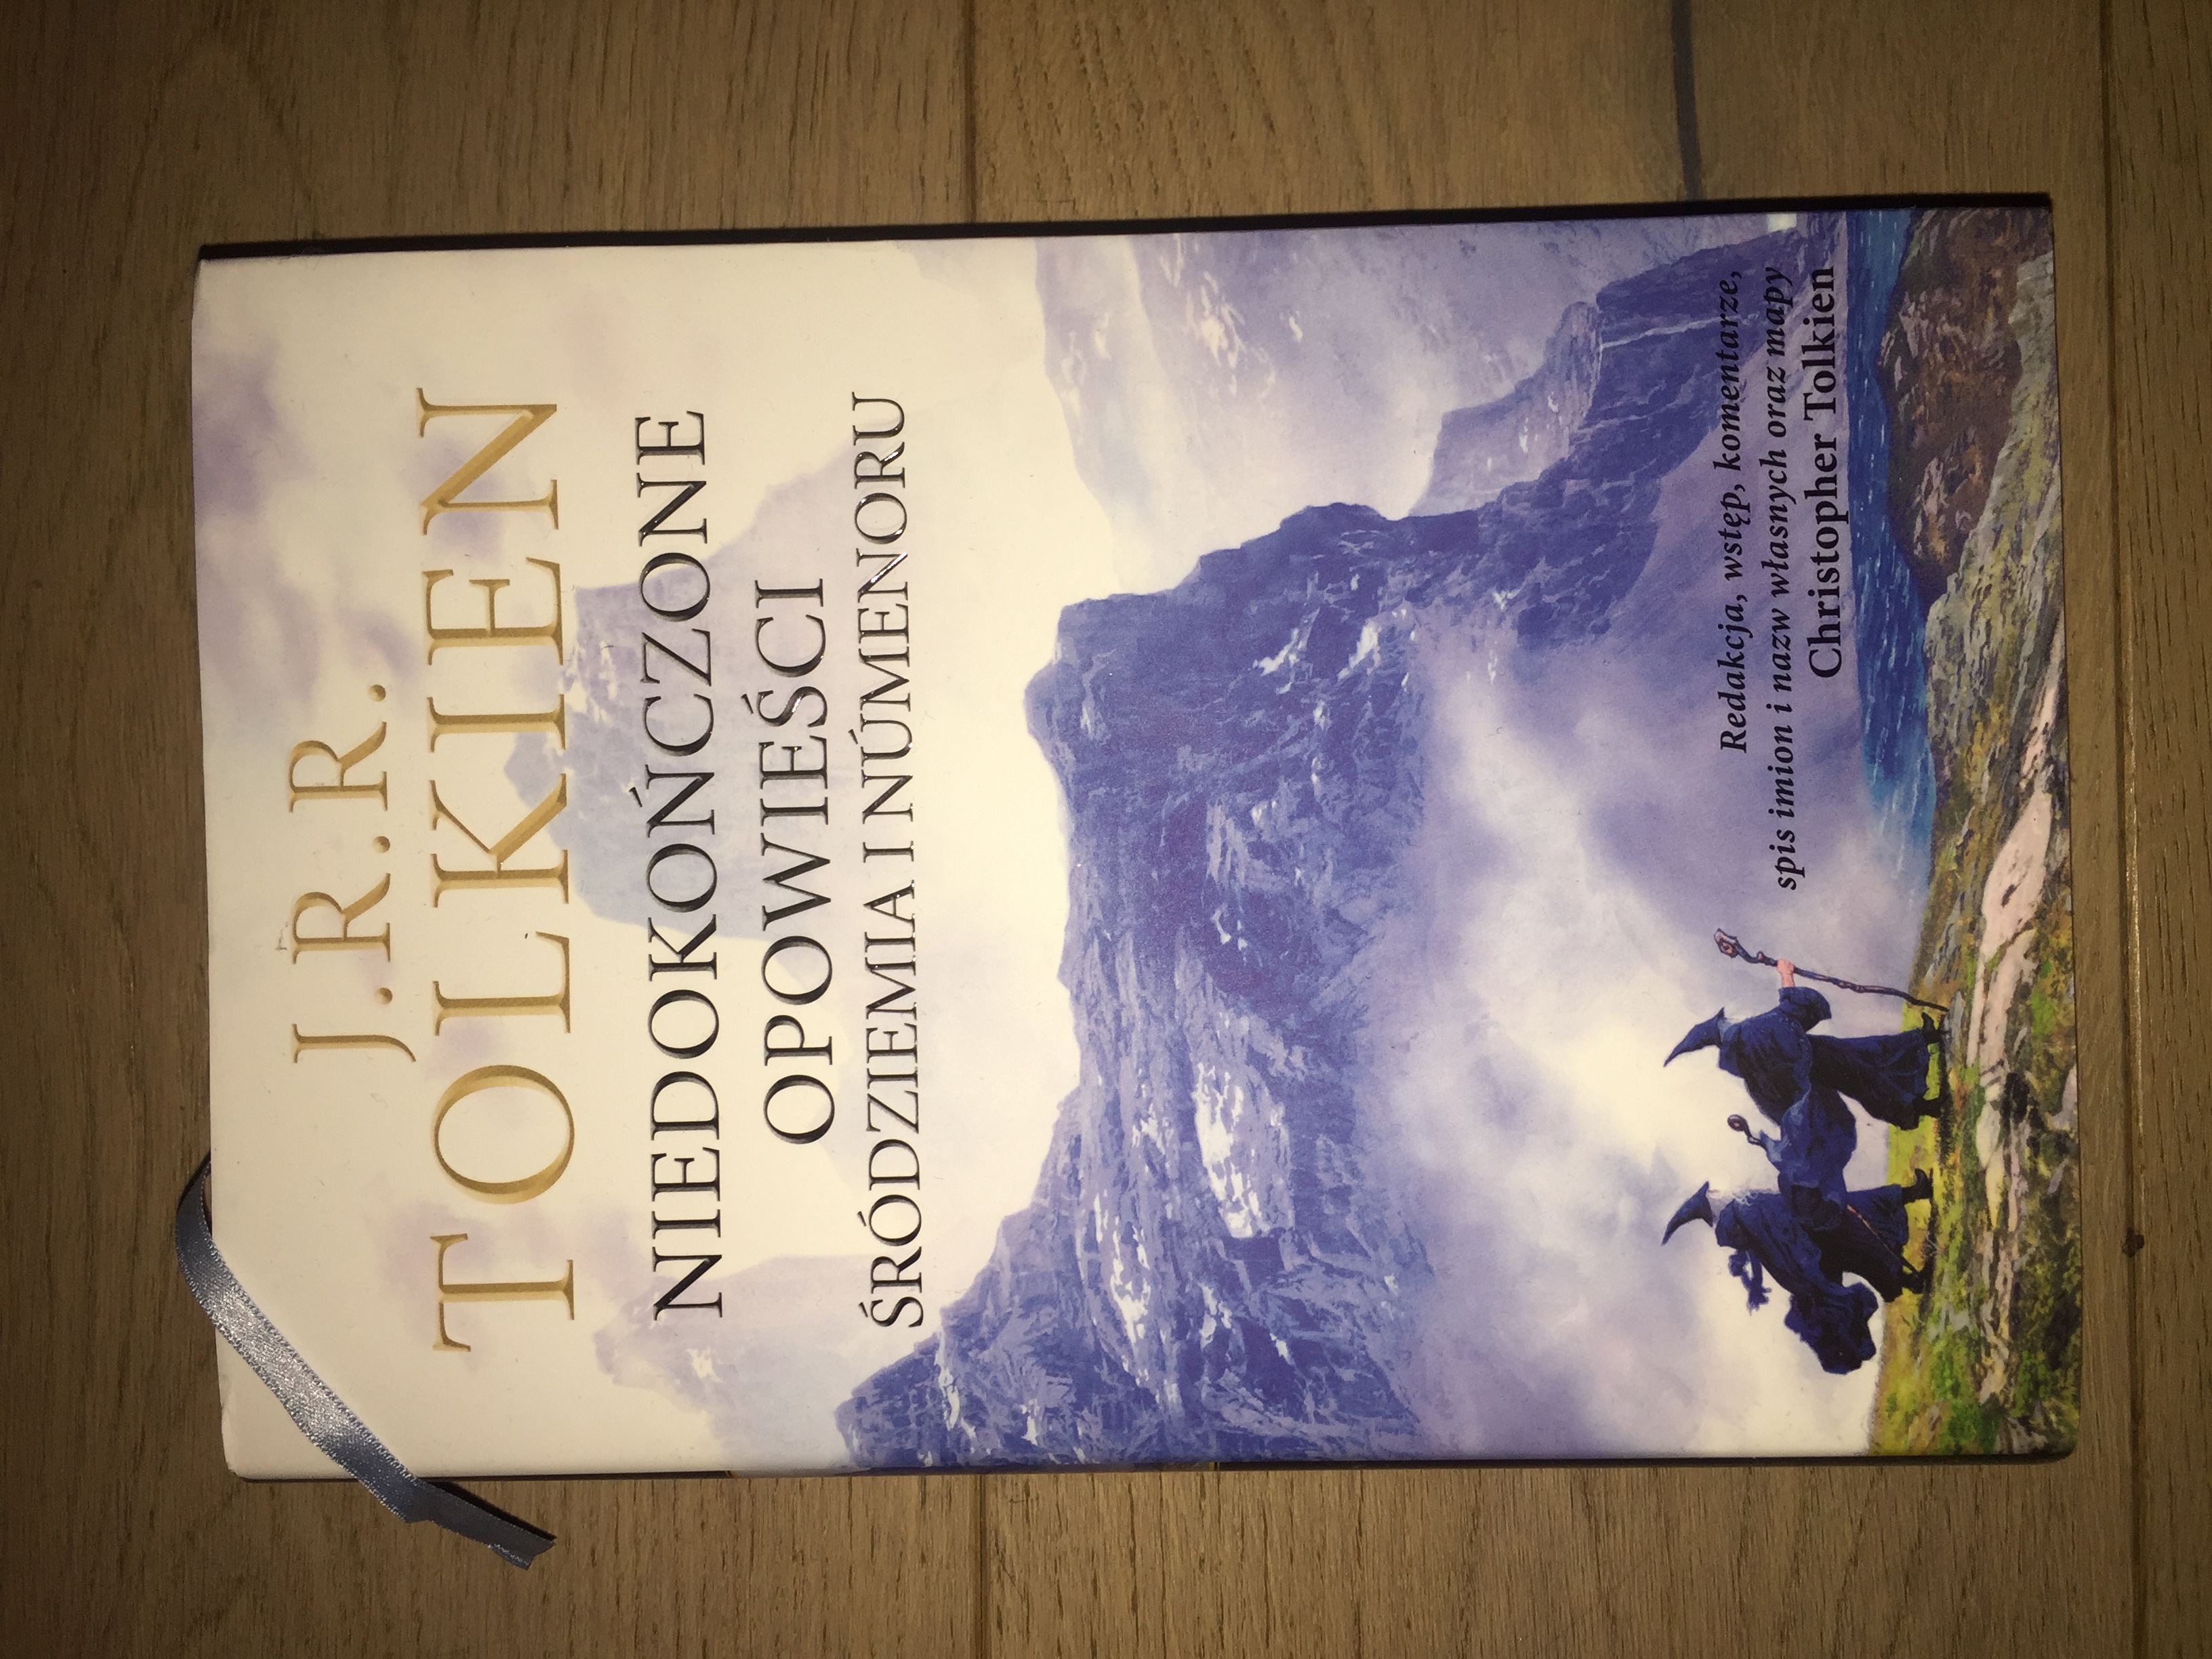 J.R.R.
TOLKIEN
NIEDOKOŃCZONE
OPOWIEŚCI
ŚRÓDZIEMIA I NÚMENORU
Redakcja, wstęp, komentarze,
spis imion i nazw własnych oraz mapy
Christopher Tolkien